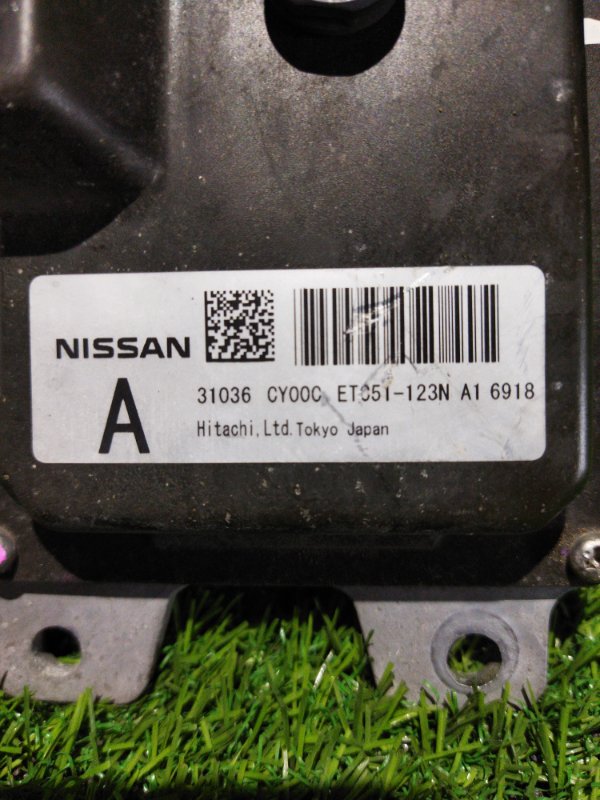 NISSAN
A
31036 CY00C ETC51-123N A1 6918
Hitachi, Ltd. Tokyo Japan